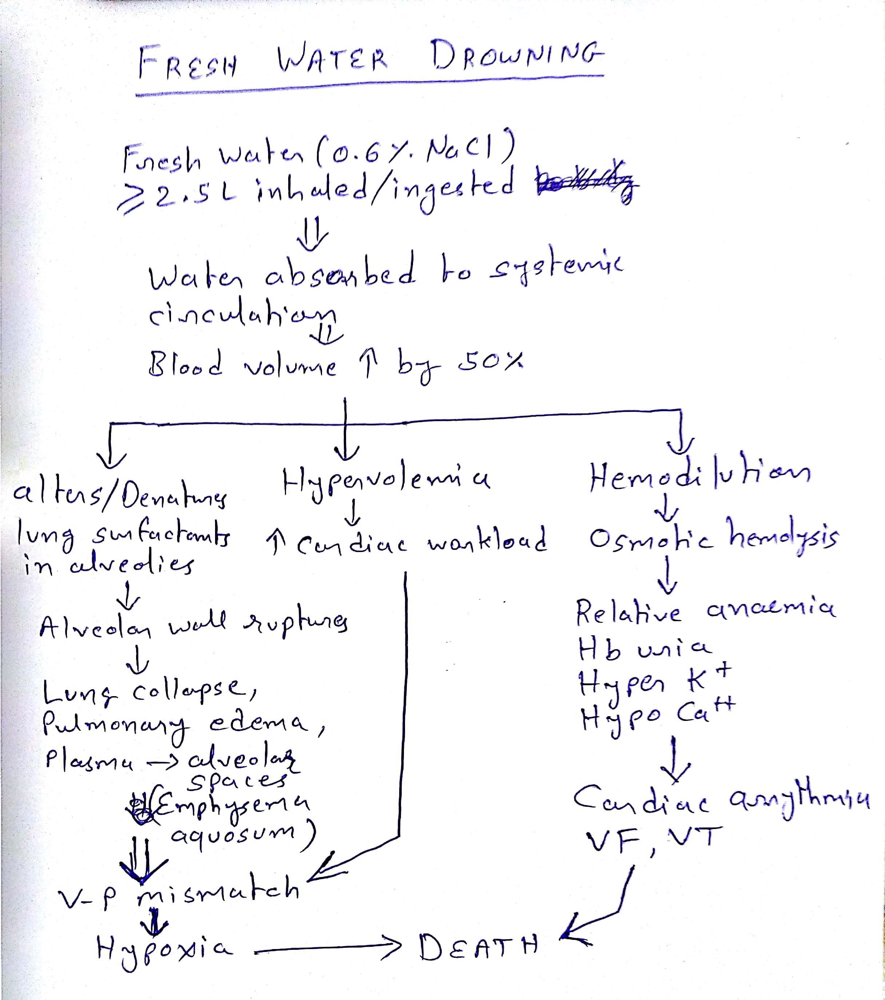 FRESH WATER DROWNING
Fresh water (0.6% NaCl)
≥ 2.5 L inhaled/ingested
⇓
Water absorbed to systemic
circulation
⇓
Blood volume ↑ by 50%
alters/Denatures
lung surfactants
in alveolies
↓
Alveolar wall ruptures
↓
Lung collapse,
Pulmonary edema,
Plasma → alveolar
spaces
(Emphysema
aquosum)
⇓
V-P mismatch
↓
Hypoxia → DEATH
Hypervolemia
↓
↑ Cardiac workload
Hemodilution
↓
Osmotic hemolysis
↓
Relative anaemia
Hb uria
Hyper K+
Hypo Ca++
↓
Cardiac arrythmia
VF, VT